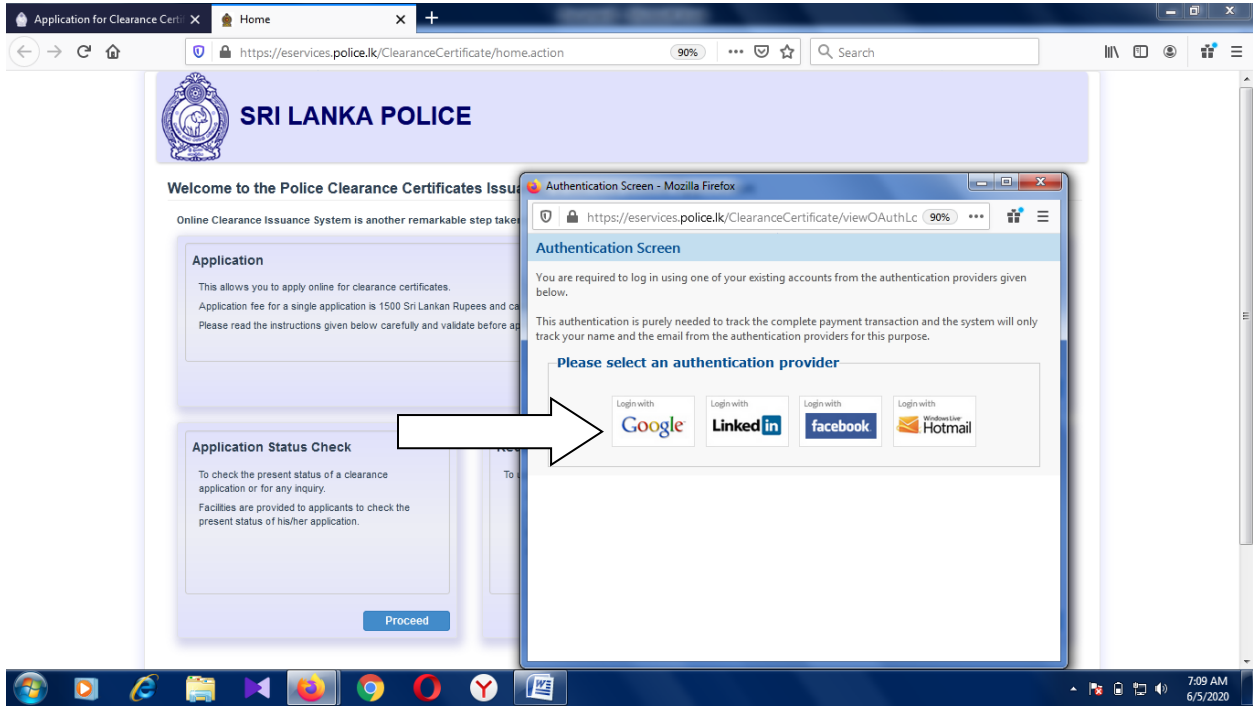 Application for Clearance Certi
Home
https://eservices.police.lk/ClearanceCertificate/home.action
90%
Search
SRI LANKA POLICE
Welcome to the Police Clearance Certificates Issu
Online Clearance Issuance System is another remarkable step take
Application
This allows you to apply online for clearance certificates.
Application fee for a single application is 1500 Sri Lankan Rupees and ca
Please read the instructions given below carefully and validate before ap
Application Status Check
To check the present status of a clearance
application or for any inquiry.
Facilities are provided to applicants to check the
present status of his/her application.
Proceed
To
Authentication Screen - Mozilla Firefox
https://eservices.police.lk/ClearanceCertificate/viewOAuthLo
90%
Authentication Screen
You are required to log in using one of your existing accounts from the authentication providers given
below.
This authentication is purely needed to track the complete payment transaction and the system will only
track your name and the email from the authentication providers for this purpose.
Please select an authentication provider
Login with
Google
Login with
Linked in
Login with
facebook
Login with
Windows Live
Hotmail
7:09 AM
6/5/2020